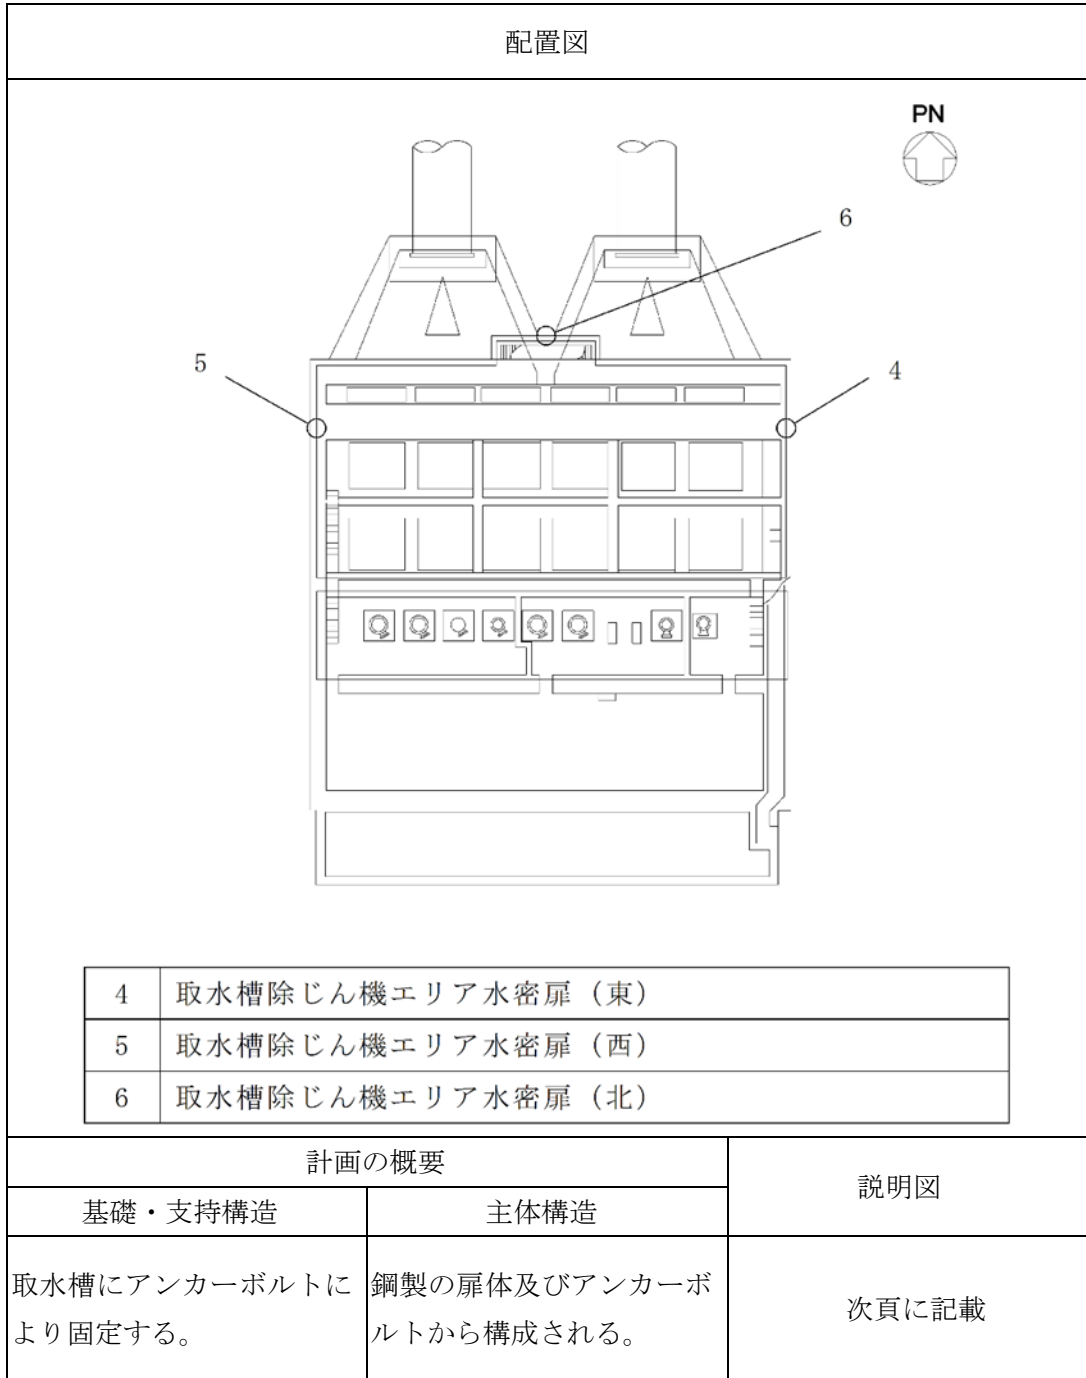 配置図
PN
6
5
4
4 取水槽除じん機エリア水密扉（東）
5 取水槽除じん機エリア水密扉（西）
6 取水槽除じん機エリア水密扉（北）
計画の概要
説明図
基礎・支持構造
主体構造
取水槽にアンカーボルトに
より固定する。
鋼製の扉体及びアンカーボ
ルトから構成される。
次頁に記載